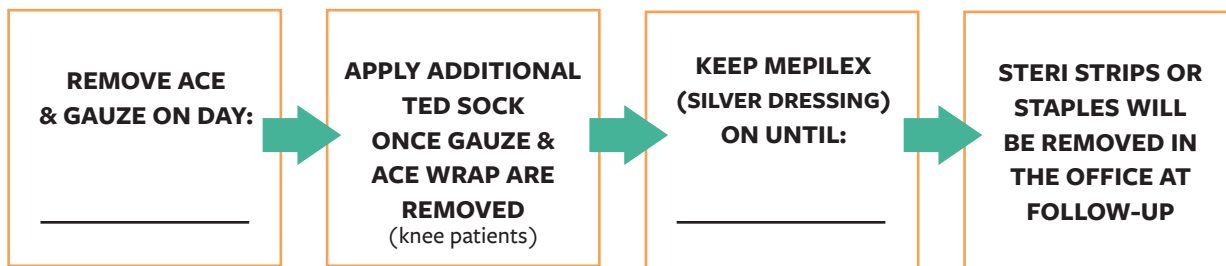 REMOVE ACE
& GAUZE ON DAY:
APPLY ADDITIONAL
TED SOCK
ONCE GAUZE &
ACE WRAP ARE
REMOVED
(knee patients)
KEEP MEPILEX
(SILVER DRESSING)
ON UNTIL:
STERI STRIPS OR
STAPLES WILL
BE REMOVED IN
THE OFFICE AT
FOLLOW-UP